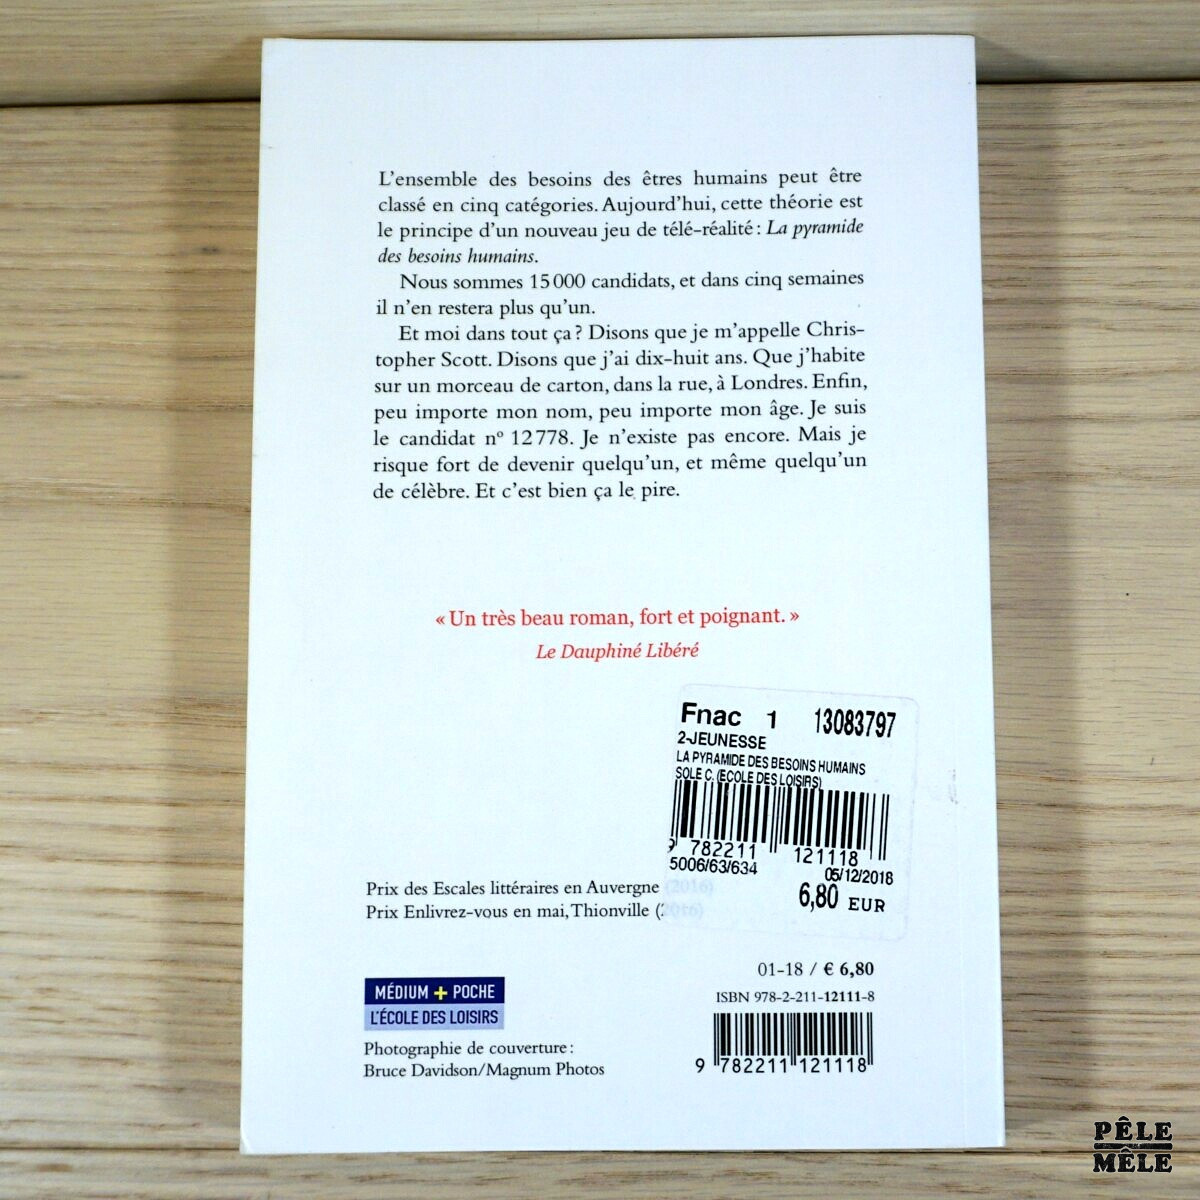 L'ensemble des besoins des êtres humains peut être
classé en cinq catégories. Aujourd'hui, cette théorie est
le principe d'un nouveau jeu de télé-réalité : La pyramide
des besoins humains.
Nous sommes 15 000 candidats, et dans cinq semaines
il n'en restera plus qu'un.
Et moi dans tout ça ? Disons que je m'appelle Chris-
topher Scott. Disons que j'ai dix-huit ans. Que j'habite
sur un morceau de carton, dans la rue, à Londres. Enfin,
peu importe mon nom, peu importe mon âge. Je suis
le candidat nº 12 778. Je n'existe pas encore. Mais je
risque fort de devenir quelqu'un, et même quelqu'un
de célèbre. Et c'est bien ça le pire.
« Un très beau roman, fort et poignant. »
Le Dauphiné Libéré
Fnac 1 13083797
2-JEUNESSE
LA PYRAMIDE DES BESOINS HUMAINS
SOLE C. (ECOLE DES LOISIRS)
9 782211 121118
5006/63/634 05/12/2018
6,80 EUR
Prix des Escales littéraires en Auvergne (2016)
Prix Enlivrez-vous en mai, Thionville (2016)
01-18 / € 6,80
ISBN 978-2-211-12111-8
9 782211 121118
MÉDIUM + POCHE
L'ÉCOLE DES LOISIRS
Photographie de couverture :
Bruce Davidson/Magnum Photos
PÊLE
MÊLE